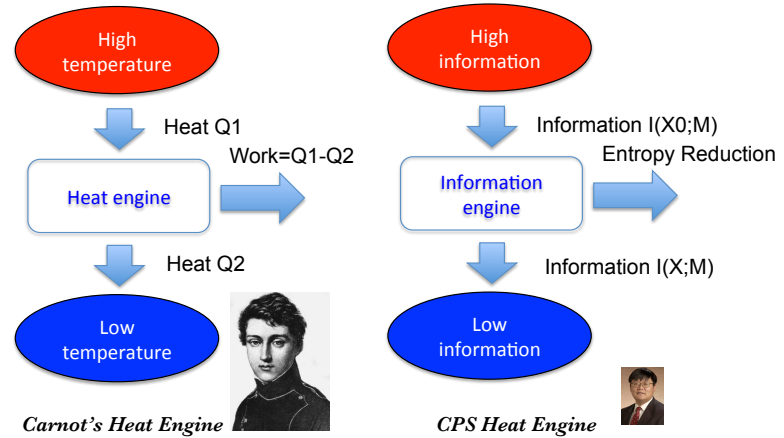 High
temperature
Heat Q1
Work=Q1-Q2
Heat engine
Heat Q2
Low
temperature
Carnot's Heat Engine
High
information
Information I(X0;M)
Entropy Reduction
Information
engine
Information I(X;M)
Low
information
CPS Heat Engine